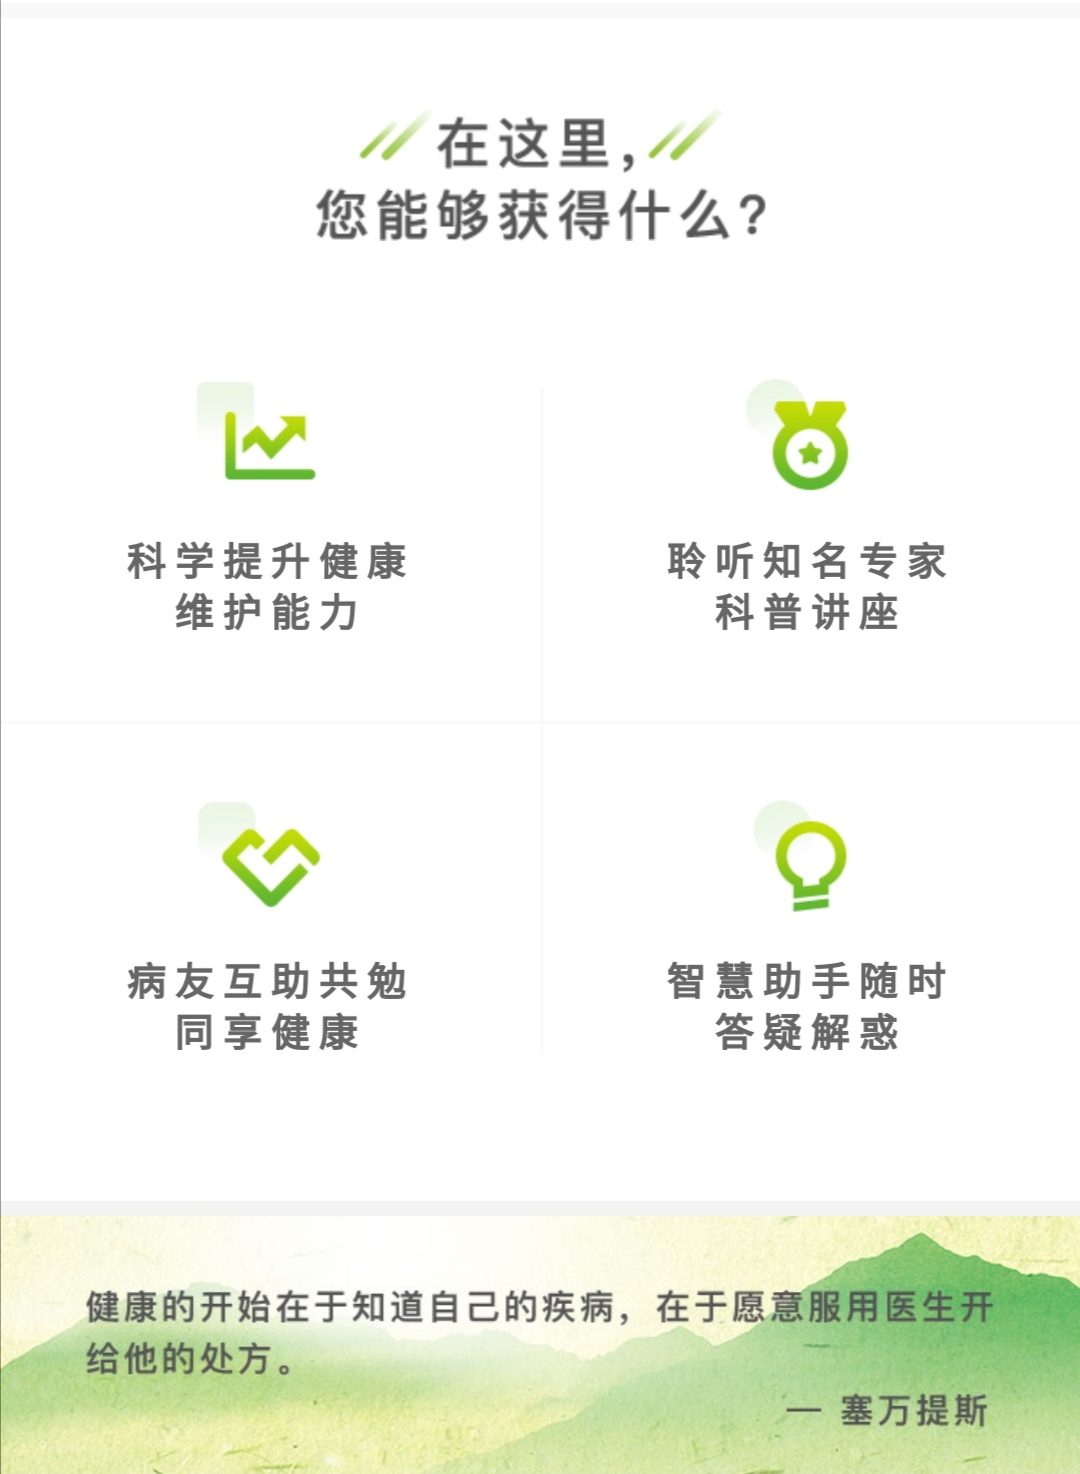 在这里,
您能够获得什么?
科学提升健康
维护能力
聆听知名专家
科普讲座
病友互助共勉
同享健康
智慧助手随时
答疑解惑
健康的开始在于知道自己的疾病，在于愿意服用医生开
给他的处方。
— 塞万提斯